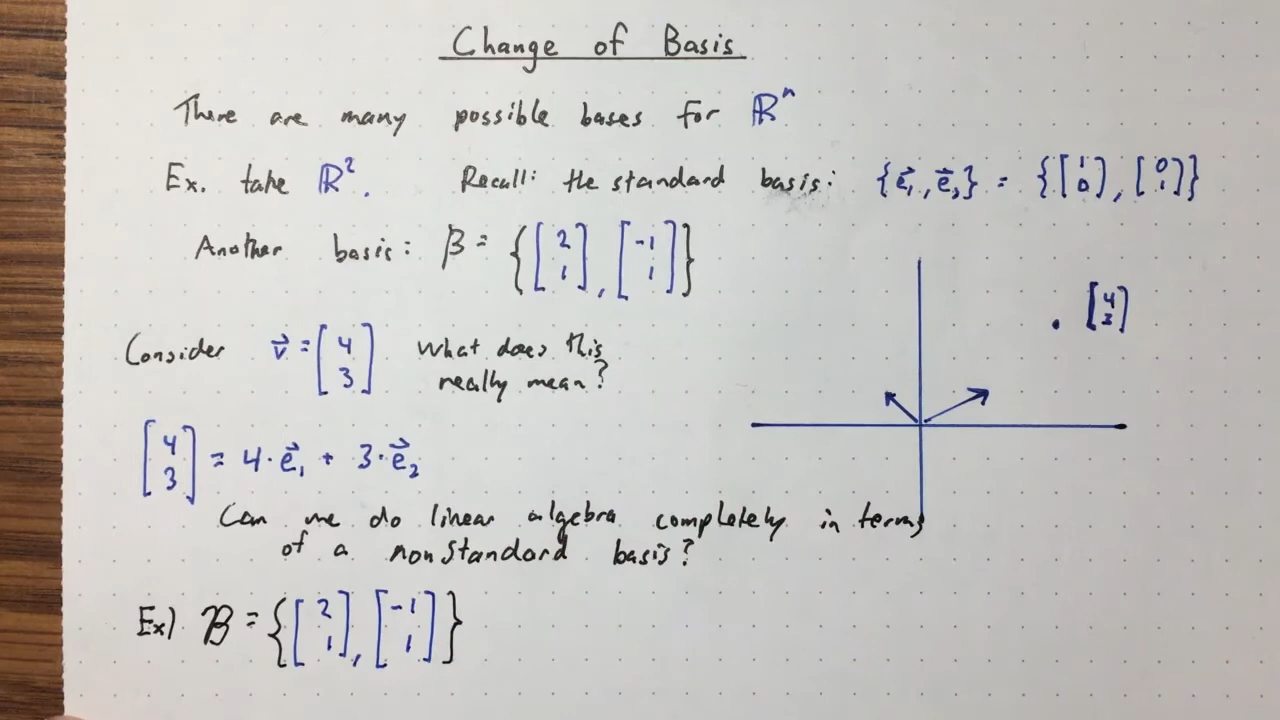 Change of Basis
There are many possible bases for ℝⁿ
Ex. take ℝ². Recall: the standard basis: {e⃗₁, e⃗₂} = {[1 0], [0 1]}
Another basis: β = {[2 1], [-1 1]}
[4 3]
Consider v⃗ = [4 3] What does this
really mean?
[4 3] = 4·e⃗₁ + 3·e⃗₂
Can we do linear algebra completely in terms
of a nonstandard basis?
Ex) ℬ = {[2 1], [-1 1]}